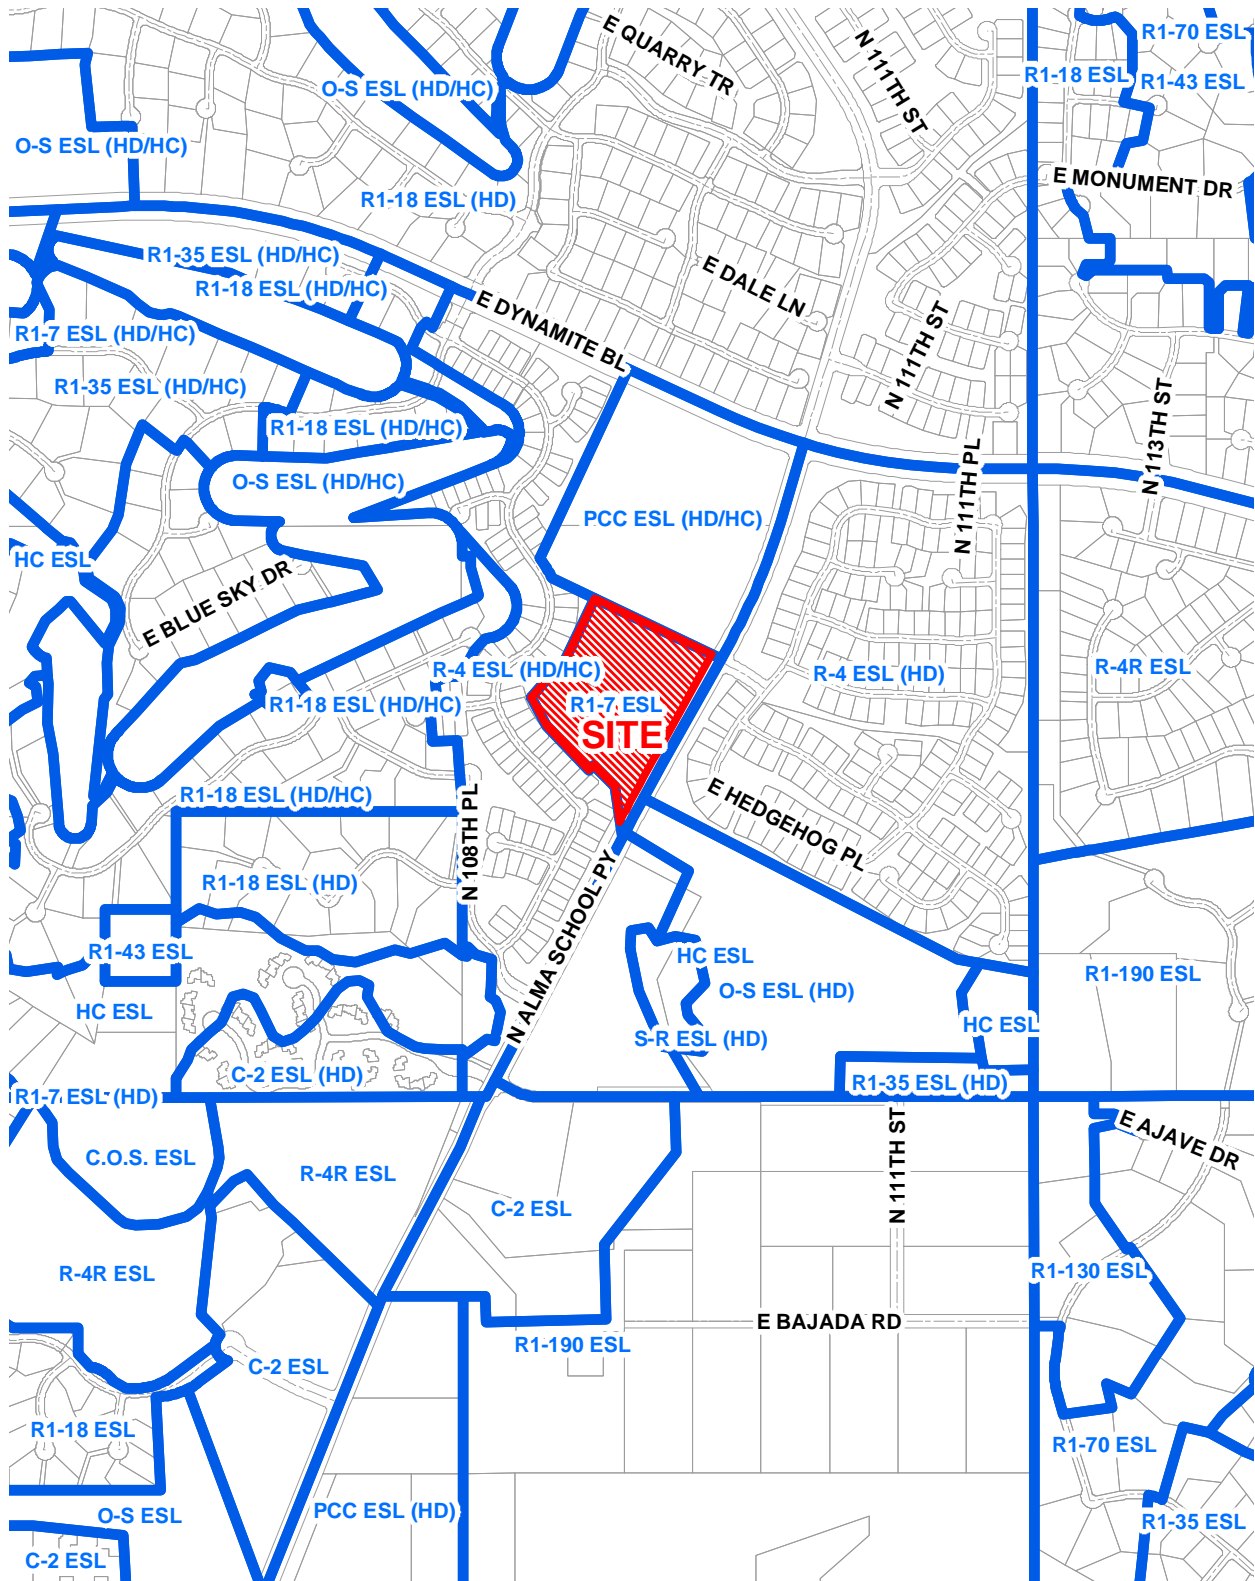 E QUARRY TR
N 111TH ST
R1-70 ESL
R1-18 ESL
R1-43 ESL
O-S ESL (HD/HC)
O-S ESL (HD/HC)
E MONUMENT DR
R1-18 ESL (HD)
R1-35 ESL (HD/HC)
E DALE LN
R1-18 ESL (HD/HC)
E DYNAMITE BL
R1-7 ESL (HD/HC)
N 111TH ST
R1-35 ESL (HD/HC)
R1-18 ESL (HD/HC)
N 113TH ST
O-S ESL (HD/HC)
N 111TH PL
PCC ESL (HD/HC)
HC ESL
E BLUE SKY DR
R-4 ESL (HD/HC)
R-4 ESL (HD)
R-4R ESL
R1-18 ESL (HD/HC)
R1-7 ESL
SITE
R1-18 ESL (HD/HC)
N 108TH PL
E HEDGEHOG PL
R1-18 ESL (HD)
N ALMA SCHOOL PY
R1-43 ESL
HC ESL
R1-190 ESL
O-S ESL (HD)
HC ESL
HC ESL
S-R ESL (HD)
C-2 ESL (HD)
R1-35 ESL (HD)
R1-7 ESL (HD)
E AJAVE DR
C.O.S. ESL
R-4R ESL
N 111TH ST
C-2 ESL
R-4R ESL
R1-130 ESL
E BAJADA RD
R1-190 ESL
C-2 ESL
R1-18 ESL
R1-70 ESL
O-S ESL
PCC ESL (HD)
R1-35 ESL
C-2 ESL